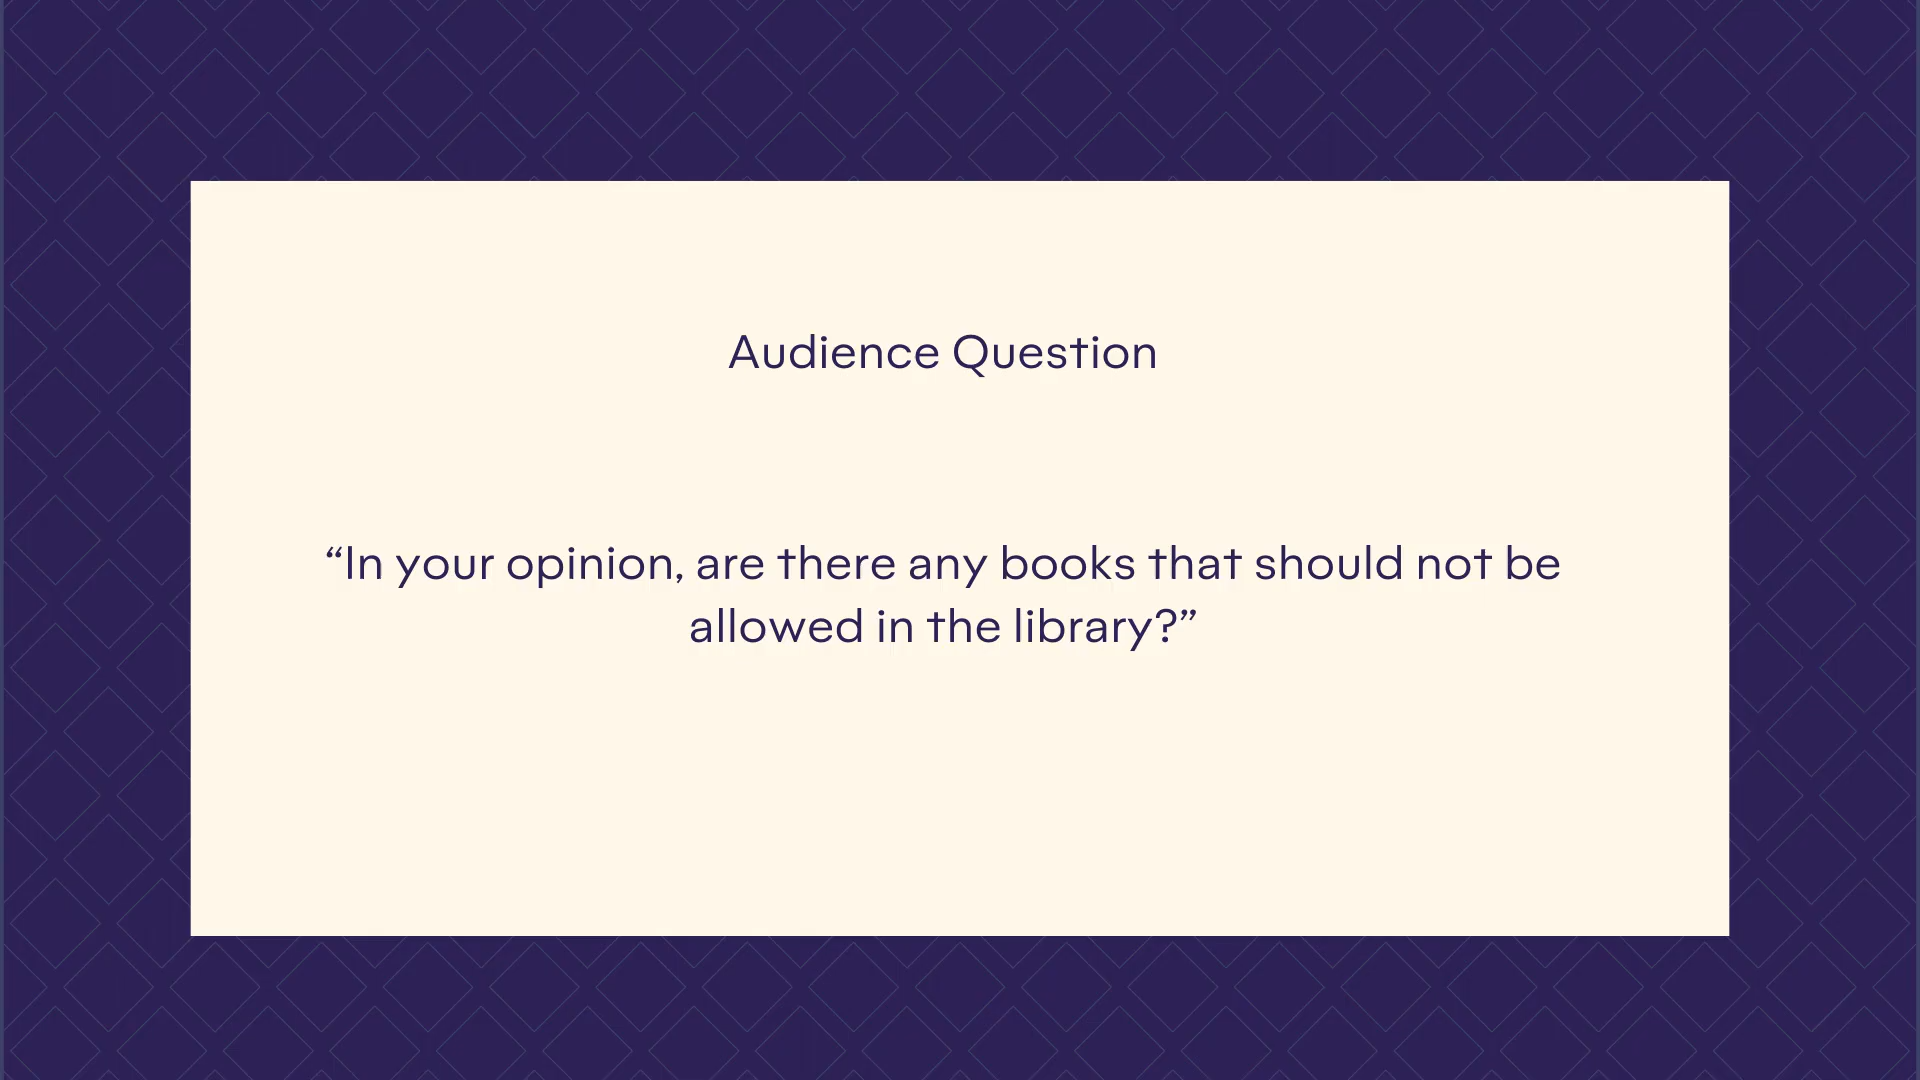 Audience Question
“In your opinion, are there any books that should not be
allowed in the library?”